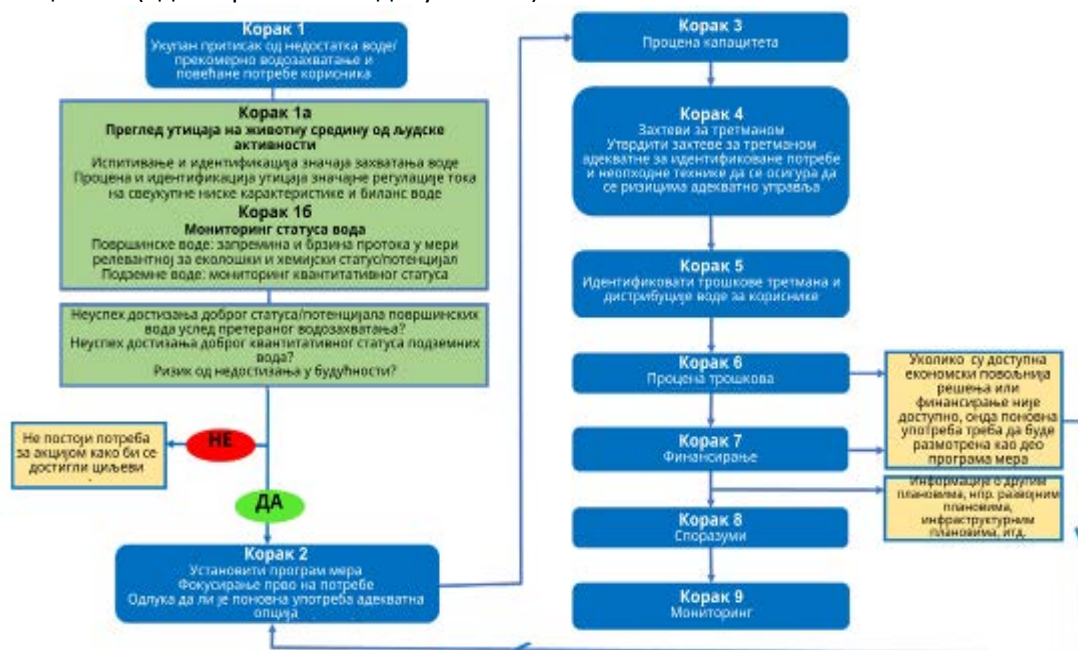 Корак 1
Укупан притисак од недостатка воде/
прекомерно водозахватање и
повећане потребе корисника
Корак 1а
Преглед утицаја на животну средину од људске
активности
Испитивање и идентификација значаја захватања воде
Процена и идентификација утицаја значајне регулације тока
на свеукупне ниске карактеристике и биланс воде
Корак 1б
Мониторинг статуса вода
Површинске воде: запремина и брзина протока у мери
релевантној за еколошки и хемијски статус/потенцијал
Подземне воде: мониторинг квантитативног статуса
Неуспех достизања доброг статуса/потенцијала површинских
вода услед претераног водозахватања?
Неуспех достизања доброг квантитативног статуса подземних
вода?
Ризик од недостизања у будућности?
НЕ
Не постоји потреба
за акцијом како би се
достигли циљеви
.
ДА
Корак 2
Установити програм мера
Фокусирање прво на потребе
Одлука да ли је поновна употреба адекватна
опција
Корак 3
Процена капацитета
Корак 4
Захтеви за третманом
Утврдити захтеве за третманом
адекватне за идентификоване потребе
и неопходне технике да се осигура да
се ризицима адекватно управља
Корак 5
Идентификовати трошкове третмана и
дистрибуције воде за кориснике
Корак 6
Процена трошкова
Корак 7
Финансирање
Корак 8
Споразуми
Корак 9
Мониторинг
Уколико су доступна
економски повољнија
решења или
финансирање није
доступно, онда поновна
употреба треба да буде
размотрена као део
програма мера
Информације о другим
плановима, нпр. развојним
плановима,
инфраструктурним
плановима, итд.